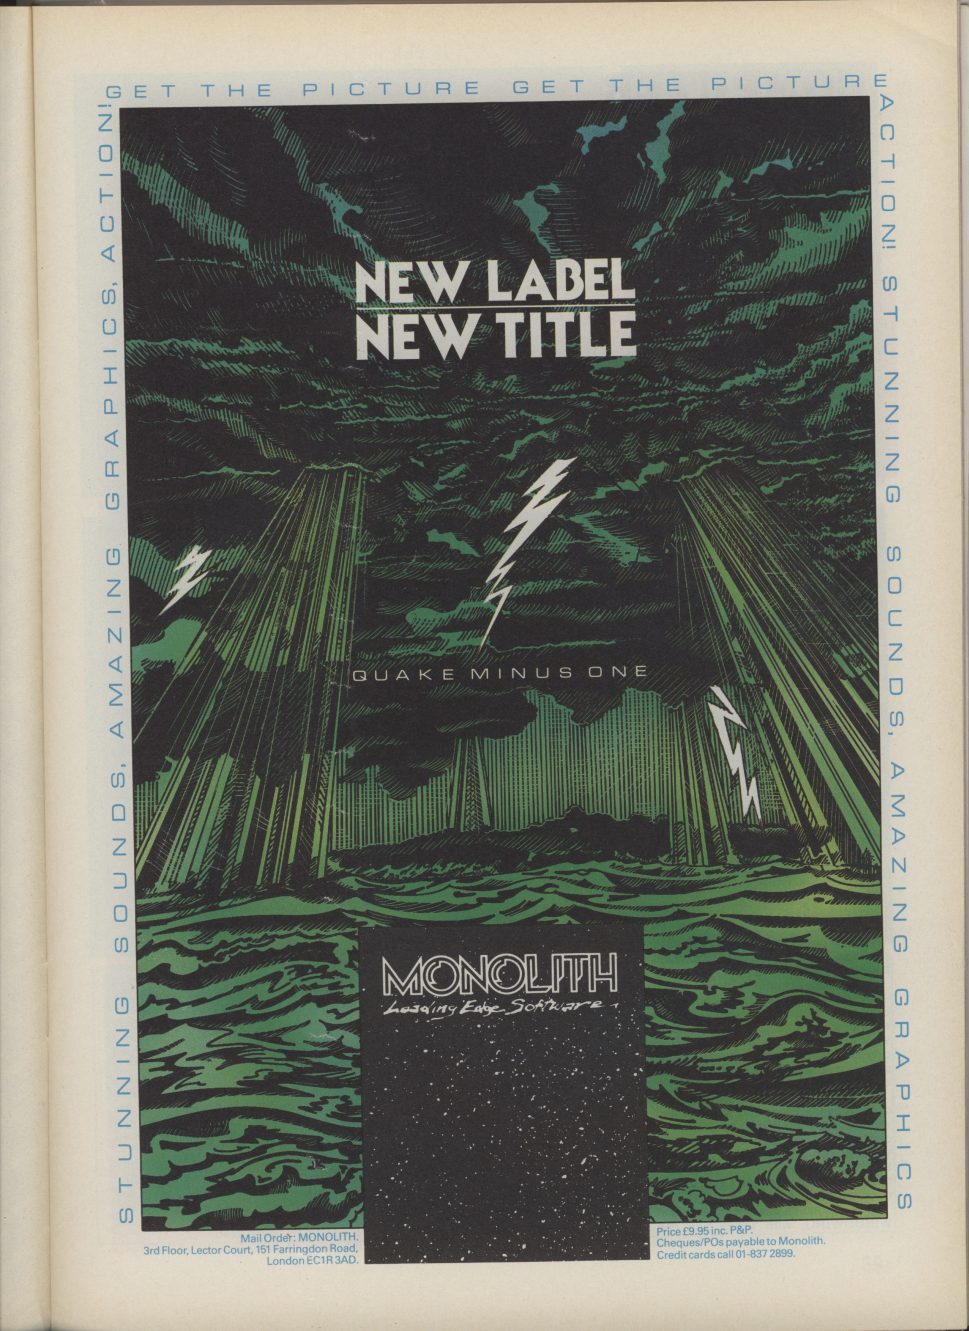 GET THE PICTURE GET THE PICTURE
ACTION! STUNNING SOUNDS, AMAZING GRAPHICS
STUNNING SOUNDS, AMAZING GRAPHICS, ACTION!
NEW LABEL
NEW TITLE
QUAKE MINUS ONE
MONOLITH
Leading Edge Software
Mail Order: MONOLITH.
3rd Floor, Lector Court, 151 Farringdon Road,
London EC1R 3AD.
Price £9.95 inc. P&P.
Cheques/POs payable to Monolith.
Credit cards call 01-837 2899.